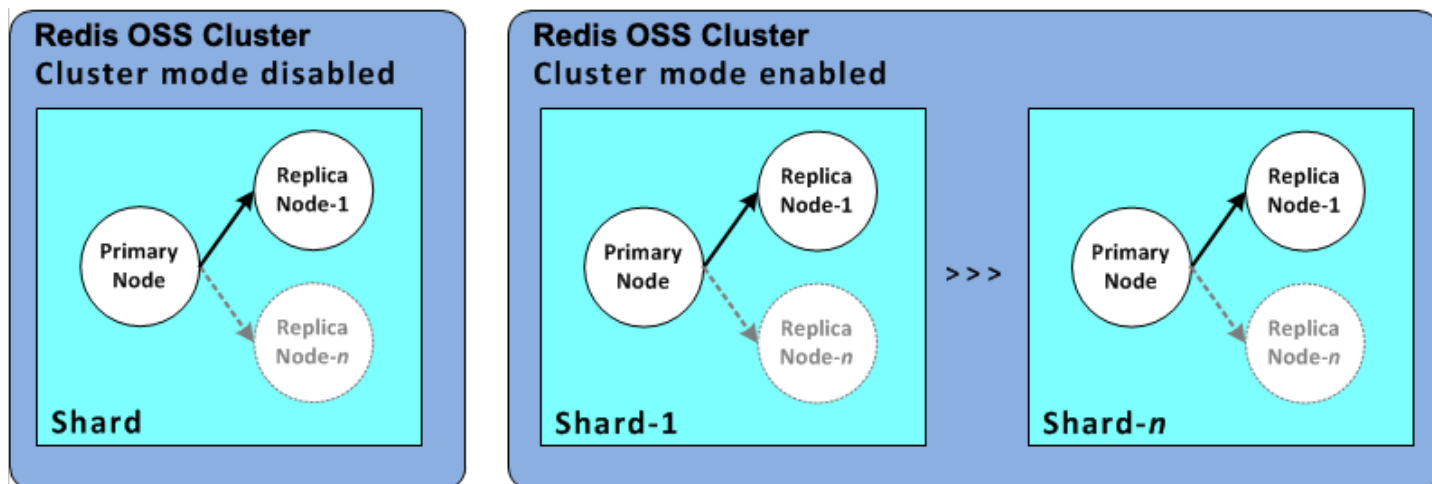 Redis OSS Cluster
Cluster mode disabled
Replica
Node-1
Primary
Node
Replica
Node-n
Shard
Redis OSS Cluster
Cluster mode enabled
Replica
Node-1
Primary
Node
Replica
Node-n
Shard-1
> > >
Replica
Node-1
Primary
Node
Replica
Node-n
Shard-n